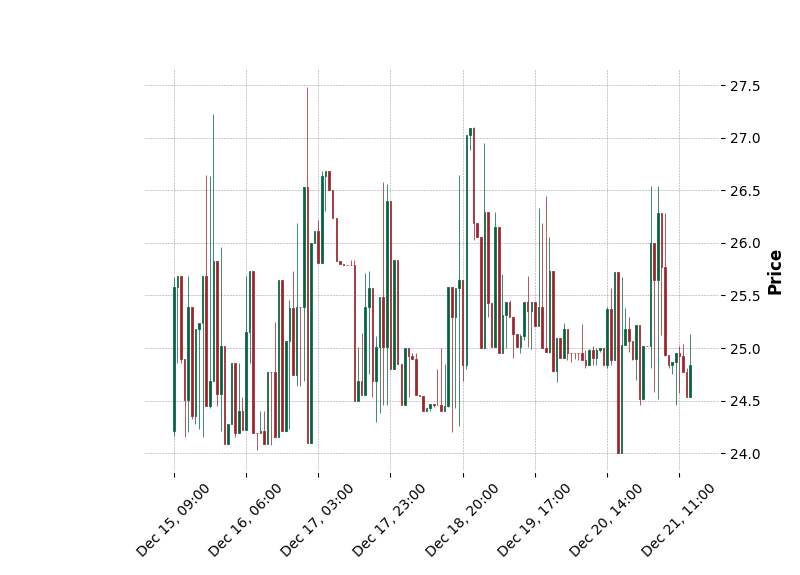 27.5
27.0
26.5
26.0
25.5
25.0
24.5
24.0
Price
Dec 15, 09:00
Dec 16, 06:00
Dec 17, 03:00
Dec 17, 23:00
Dec 18, 20:00
Dec 19, 17:00
Dec 20, 14:00
Dec 21, 11:00